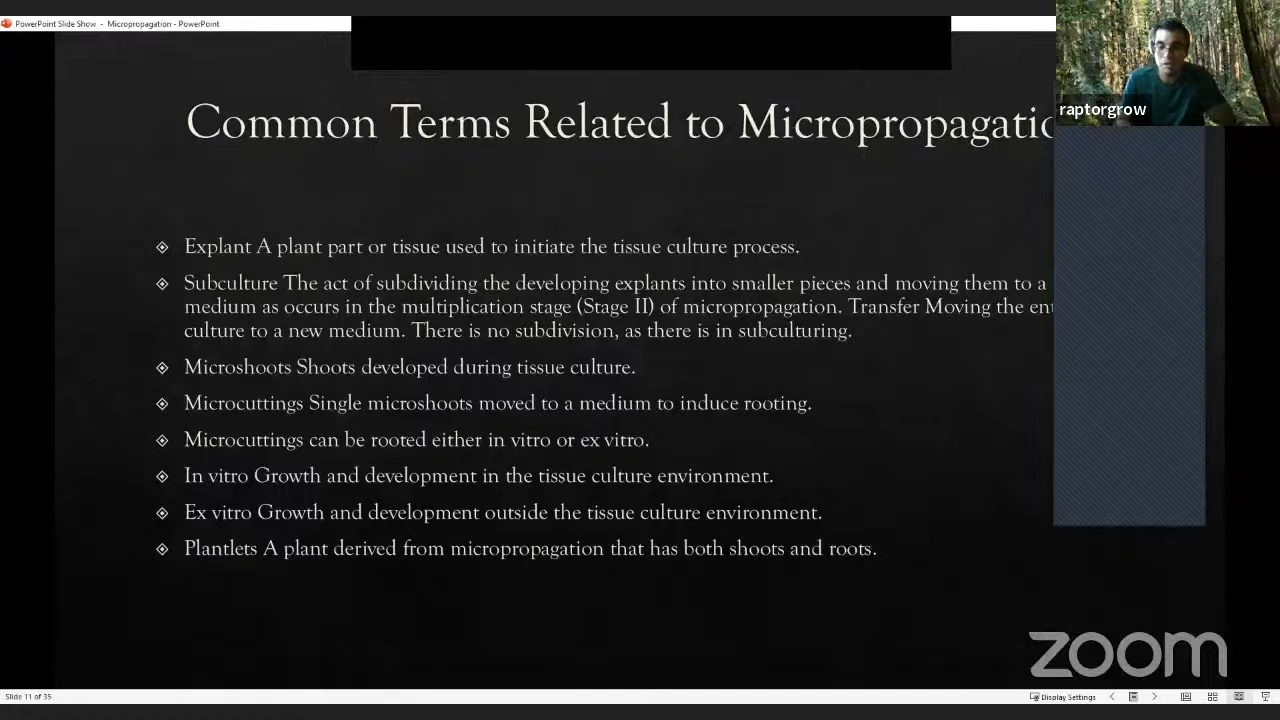 PowerPoint Slide Show - Micropropagation - PowerPoint
raptorgrow
Common Terms Related to Micropropagatio
Explant A plant part or tissue used to initiate the tissue culture process.
Subculture The act of subdividing the developing explants into smaller pieces and moving them to a
medium as occurs in the multiplication stage (Stage II) of micropropagation. Transfer Moving the ent
culture to a new medium. There is no subdivision, as there is in subculturing.
Microshoots Shoots developed during tissue culture.
Microcuttings Single microshoots moved to a medium to induce rooting.
Microcuttings can be rooted either in vitro or ex vitro.
In vitro Growth and development in the tissue culture environment.
Ex vitro Growth and development outside the tissue culture environment.
Plantlets A plant derived from micropropagation that has both shoots and roots.
zoom
Slide 11 of 35
Display Settings